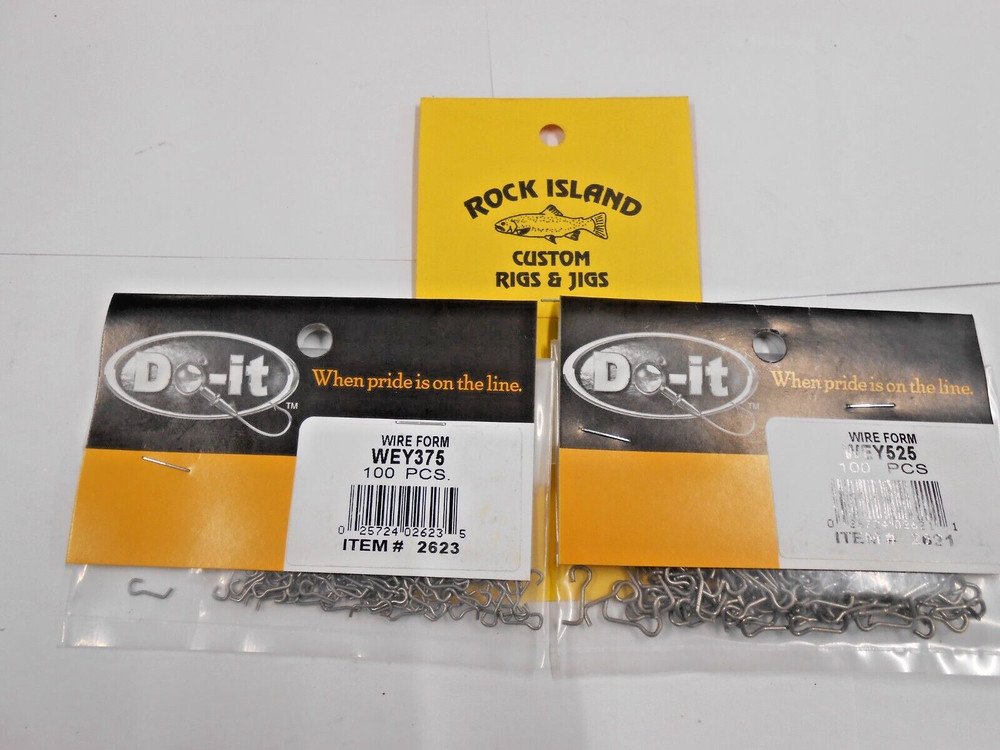 ROCK ISLAND
CUSTOM
RIGS & JIGS
Do-it
TM
When pride is on the line.
WIRE FORM
WEY375
100 PCS.
0 25724 02623 5
ITEM# 2623
Do-it
TM
When pride is on the line.
WIRE FORM
WEY525
100 PCS
ITEM#